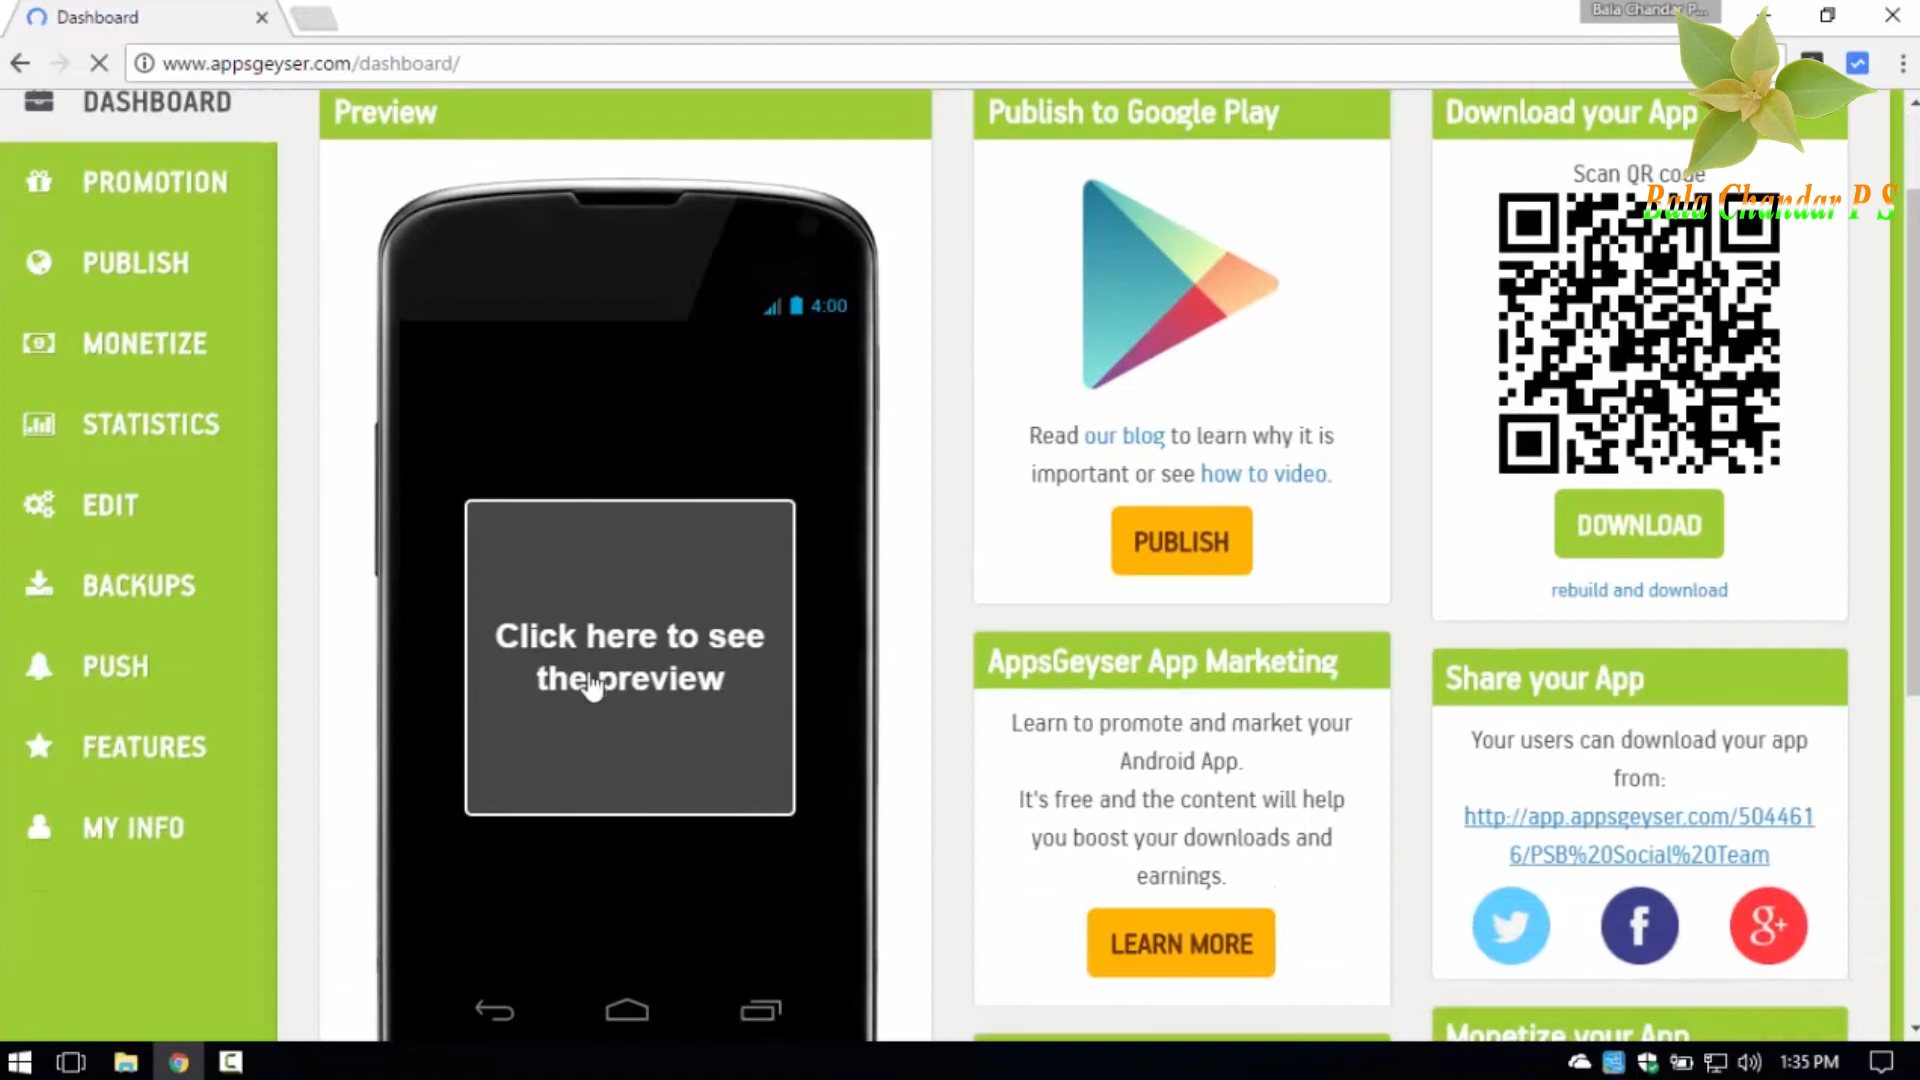 Dashboard
Bala Chandar P...
www.appsgeyser.com/dashboard/
DASHBOARD
PROMOTION
PUBLISH
MONETIZE
STATISTICS
EDIT
BACKUPS
PUSH
FEATURES
MY INFO
Preview
4:00
Click here to see
the preview
Publish to Google Play
Read our blog to learn why it is
important or see how to video.
PUBLISH
AppsGeyser App Marketing
Learn to promote and market your
Android App.
It's free and the content will help
you boost your downloads and
earnings.
LEARN MORE
Download your App
Scan QR code
Bala Chandar P S
DOWNLOAD
rebuild and download
Share your App
Your users can download your app
from:
http://app.appsgeyser.com/504461
6/PSB%20Social%20Team
Monetize your App
1:35 PM